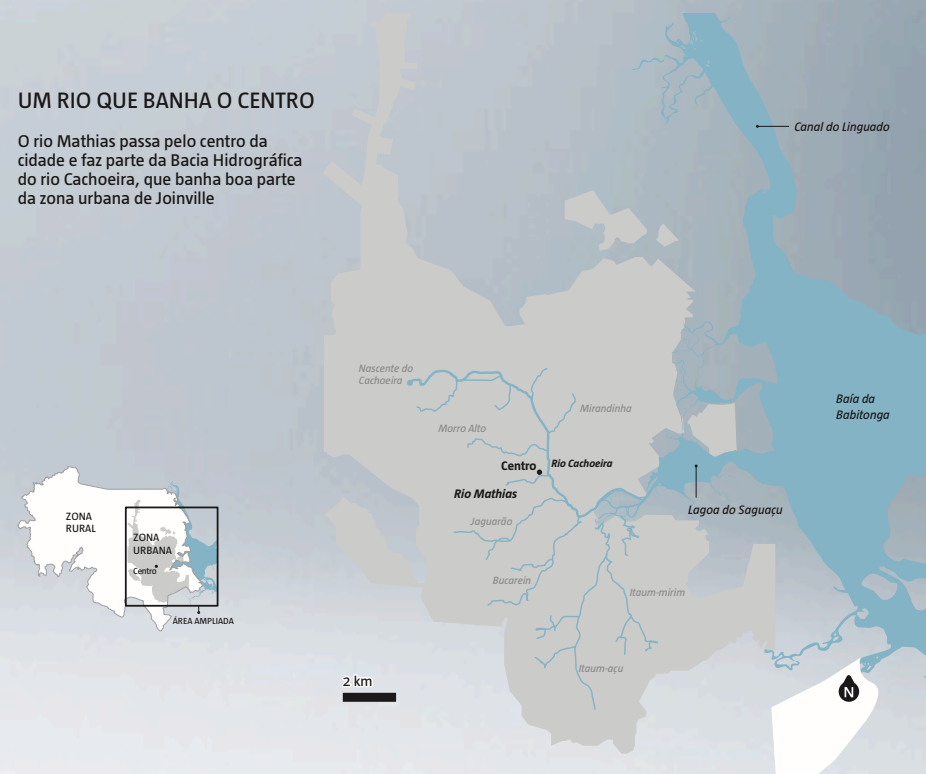 UM RIO QUE BANHA O CENTRO
O rio Mathias passa pelo centro da
cidade e faz parte da Bacia Hidrográfica
do rio Cachoeira, que banha boa parte
da zona urbana de Joinville
Canal do Linguado
Nascente do
Cachoeira
Mirandinha
Baía da
Babitonga
Morro Alto
Centro
Rio Cachoeira
Rio Mathias
Lagoa do Saguaçu
Jaguarão
Bucarein
Itaum-mirim
Itaum-açu
ZONA
RURAL
ZONA
URBANA
Centro
ÁREA AMPLIADA
2 km
N